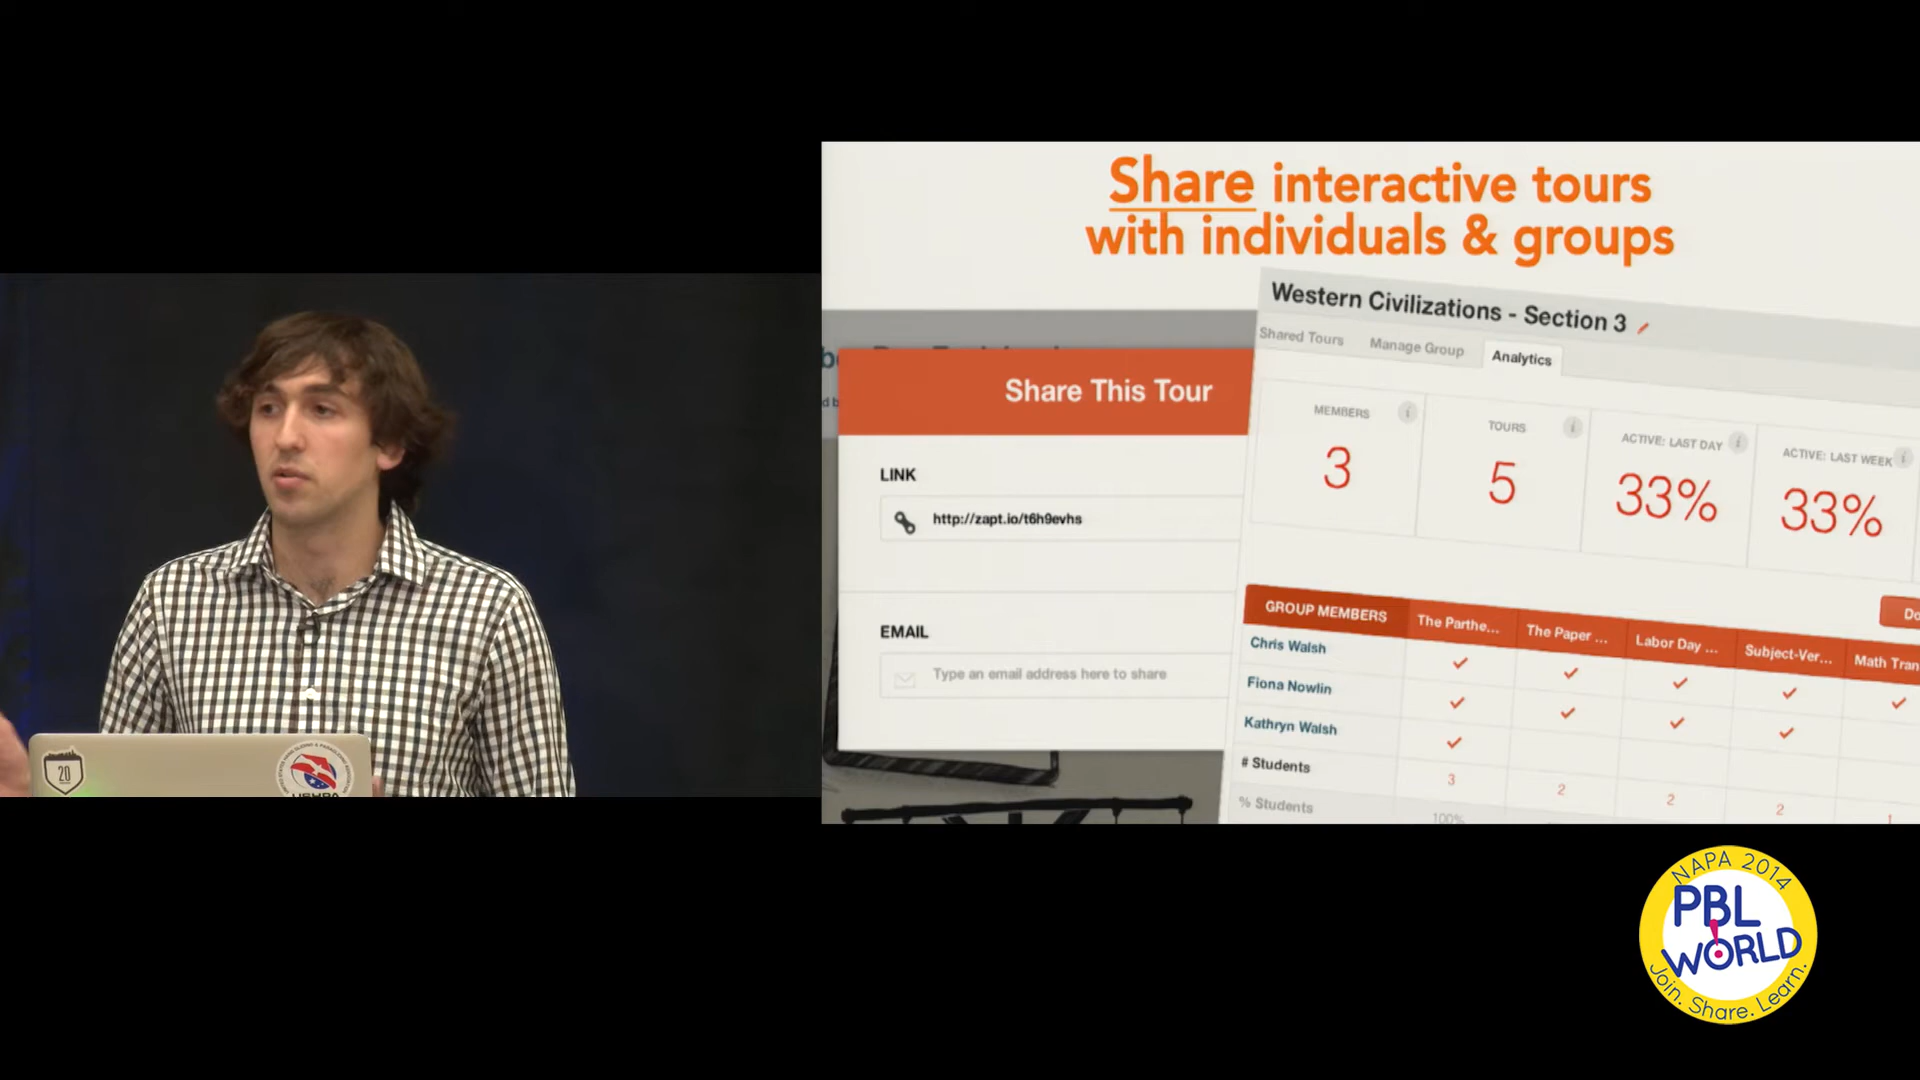 Share interactive tours
with individuals & groups
Share This Tour
LINK
http://zapt.io/t6h9evhs
EMAIL
Type an email address here to share
Western Civilizations - Section 3
Shared Tours
Manage Group
Analytics
MEMBERS
TOURS
ACTIVE: LAST DAY
ACTIVE: LAST WEEK
3
5
33%
33%
GROUP MEMBERS
The Parthe...
The Paper ...
Labor Day ...
Subject-Ver...
Math Tran
Chris Walsh
Fiona Nowlin
Kathryn Walsh
# Students
3
2
2
2
1
% Students
100%
20
NAPA 2014
PBL
WORLD
Join. Share. Learn.